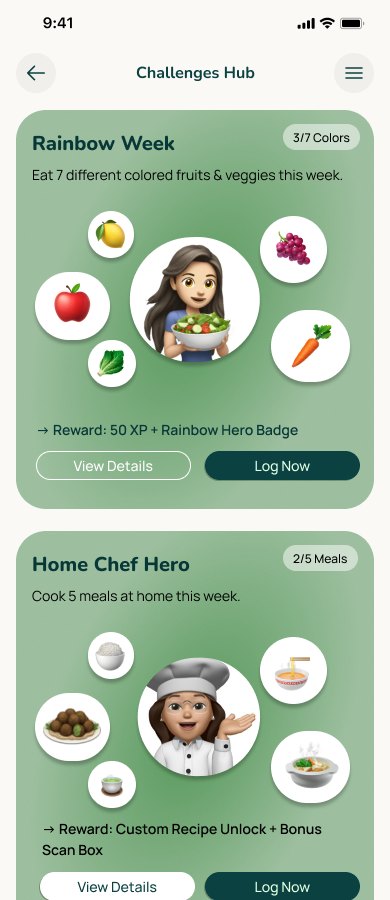 9:41
Challenges Hub
Rainbow Week
3/7 Colors
Eat 7 different colored fruits & veggies this week.
→ Reward: 50 XP + Rainbow Hero Badge
View Details
Log Now
Home Chef Hero
2/5 Meals
Cook 5 meals at home this week.
→ Reward: Custom Recipe Unlock + Bonus
Scan Box
View Details
Log Now